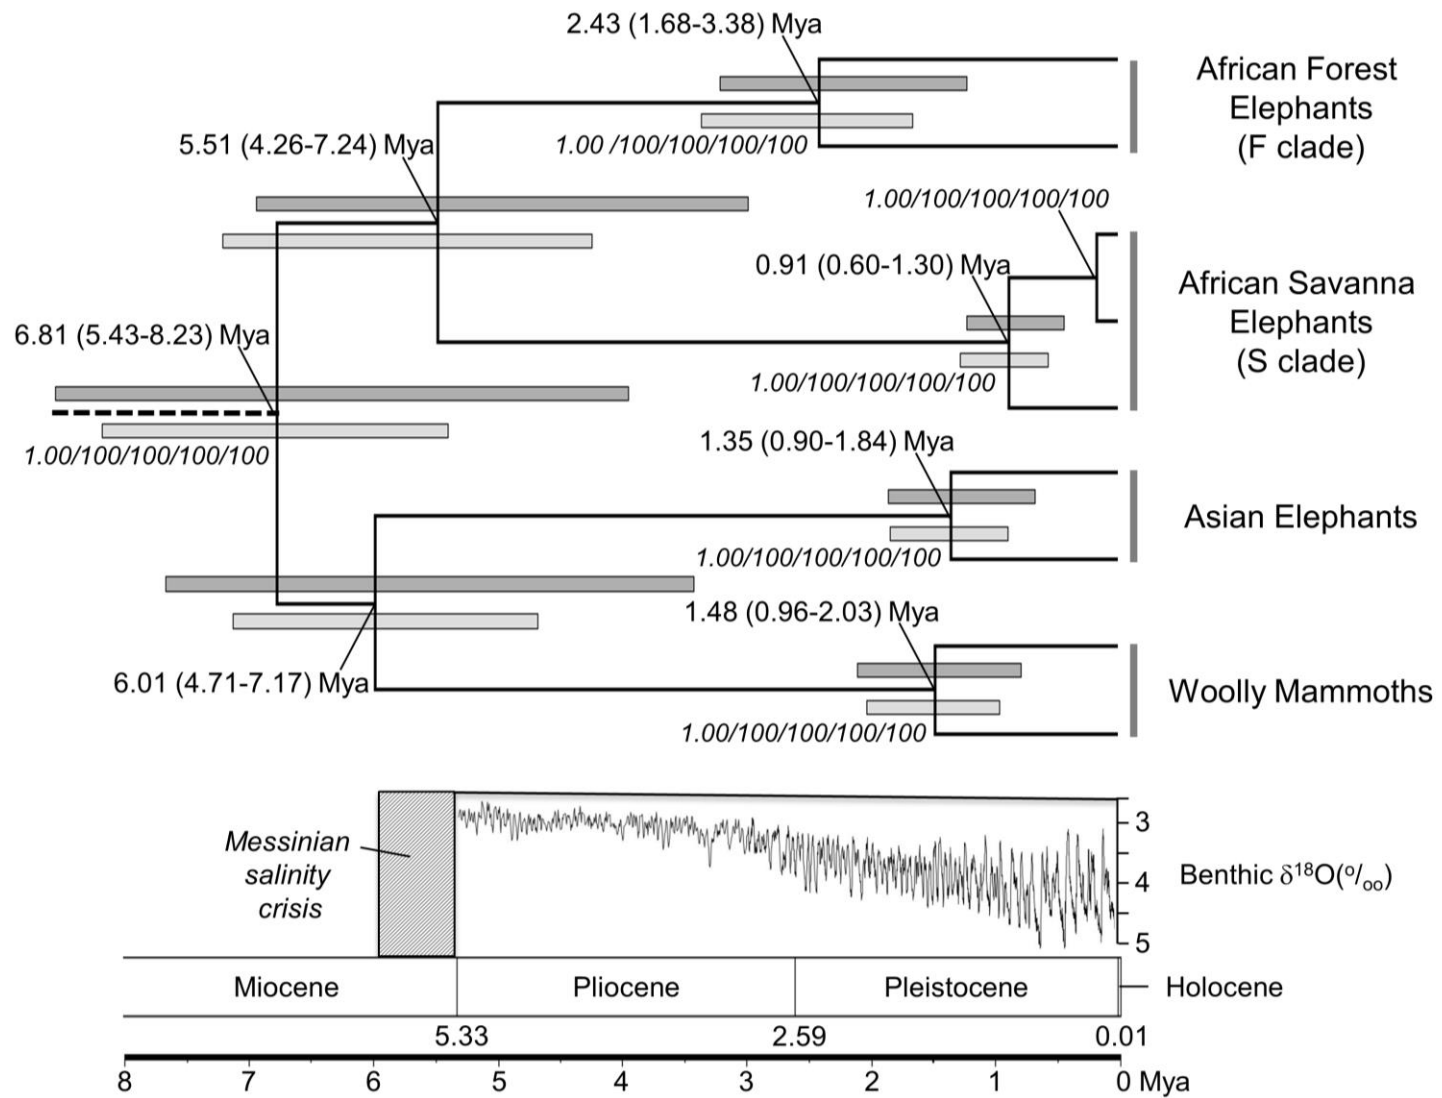 2.43 (1.68-3.38) Mya
African Forest
Elephants
(F clade)
5.51 (4.26-7.24) Mya
1.00 /100/100/100/100
1.00/100/100/100/100
0.91 (0.60-1.30) Mya
African Savanna
Elephants
(S clade)
6.81 (5.43-8.23) Mya
1.00/100/100/100/100
1.00/100/100/100/100
1.35 (0.90-1.84) Mya
Asian Elephants
1.00/100/100/100/100
1.48 (0.96-2.03) Mya
6.01 (4.71-7.17) Mya
Woolly Mammoths
1.00/100/100/100/100
Messinian
salinity
crisis
3
4
5
Benthic δ¹⁸O(º/ₒₒ)
Miocene
Pliocene
Pleistocene
Holocene
5.33
2.59
0.01
8 7 6 5 4 3 2 1 0 Mya